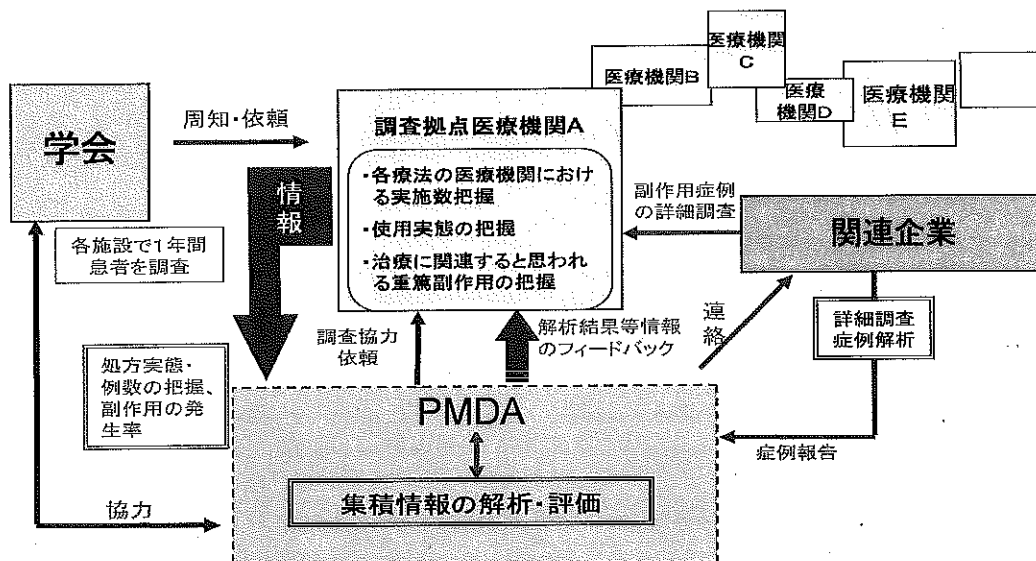 医療機関B
医療機関
C
医療
機関D
医療機関
E
学会
周知・依頼
調査拠点医療機関A
・各療法の医療機関におけ
る実施数把握
・使用実態の把握
・治療に関連すると思われ
る重篤副作用の把握
情報
各施設で1年間
患者を調査
副作用症例
の詳細調査
関連企業
調査協力
依頼
解析結果等情報
のフィードバック
連絡
詳細調査
症例解析
処方実態・
例数の把握、
副作用の発
生率
PMDA
集積情報の解析・評価
症例報告
協力